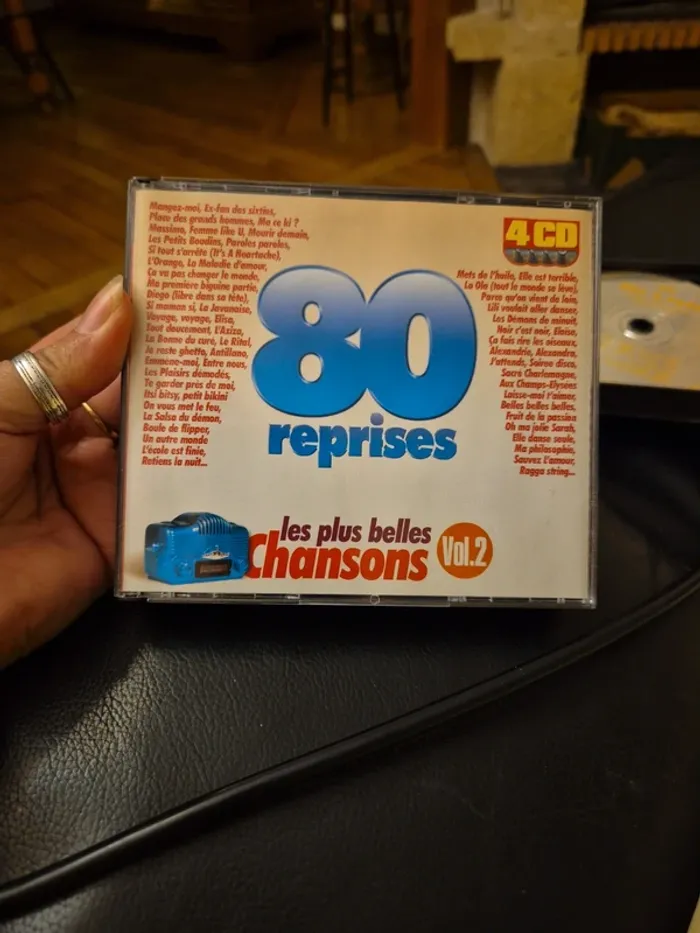 Mangez-moi, Ex-fan des sixties,
Place des grands hommes, Ma ce ki ?
Massimo, Femme like U, Mourir demain,
Les Petits Boudins, Paroles paroles,
Si tout s'arrête (It's A Heartache),
L'Orange, La Maladie d'amour,
Ça va pas changer le monde,
Ma première biguine partie,
Diego (libre dans sa tête),
Si maman si, La Javanaise,
Voyage, voyage, Elisa,
Tout doucement, L'Aziza,
La Bonne du curé, Le Rital,
Je reste ghetto, Antillano,
Emmène-moi, Entre nous,
Les Plaisirs démodés,
Te garder près de moi,
Itsi bitsy, petit bikini
On vous met le feu,
La Salsa du démon,
Boule de flipper,
Un autre monde
L'école est finie,
Retiens la nuit...
4 CD
Mets de l'huile, Elle est terrible,
La Ola (tout le monde se lève),
Parce qu'on vient de loin,
Lili voulait aller danser,
Les Démons de minuit,
Noir c'est noir, Eloïse,
Ça fais rire les oiseaux,
Alexandrie, Alexandra,
J'attends, Soirée disco,
Sacré Charlemagne,
Aux Champs-Elysées
Laisse-moi t'aimer,
Belles belles belles,
Fruit de la passion
Oh ma jolie Sarah,
Elle danse seule,
Ma philosophie,
Sauvez l'amour,
Ragga string...
80
reprises
les plus belles
Chansons
Vol.2